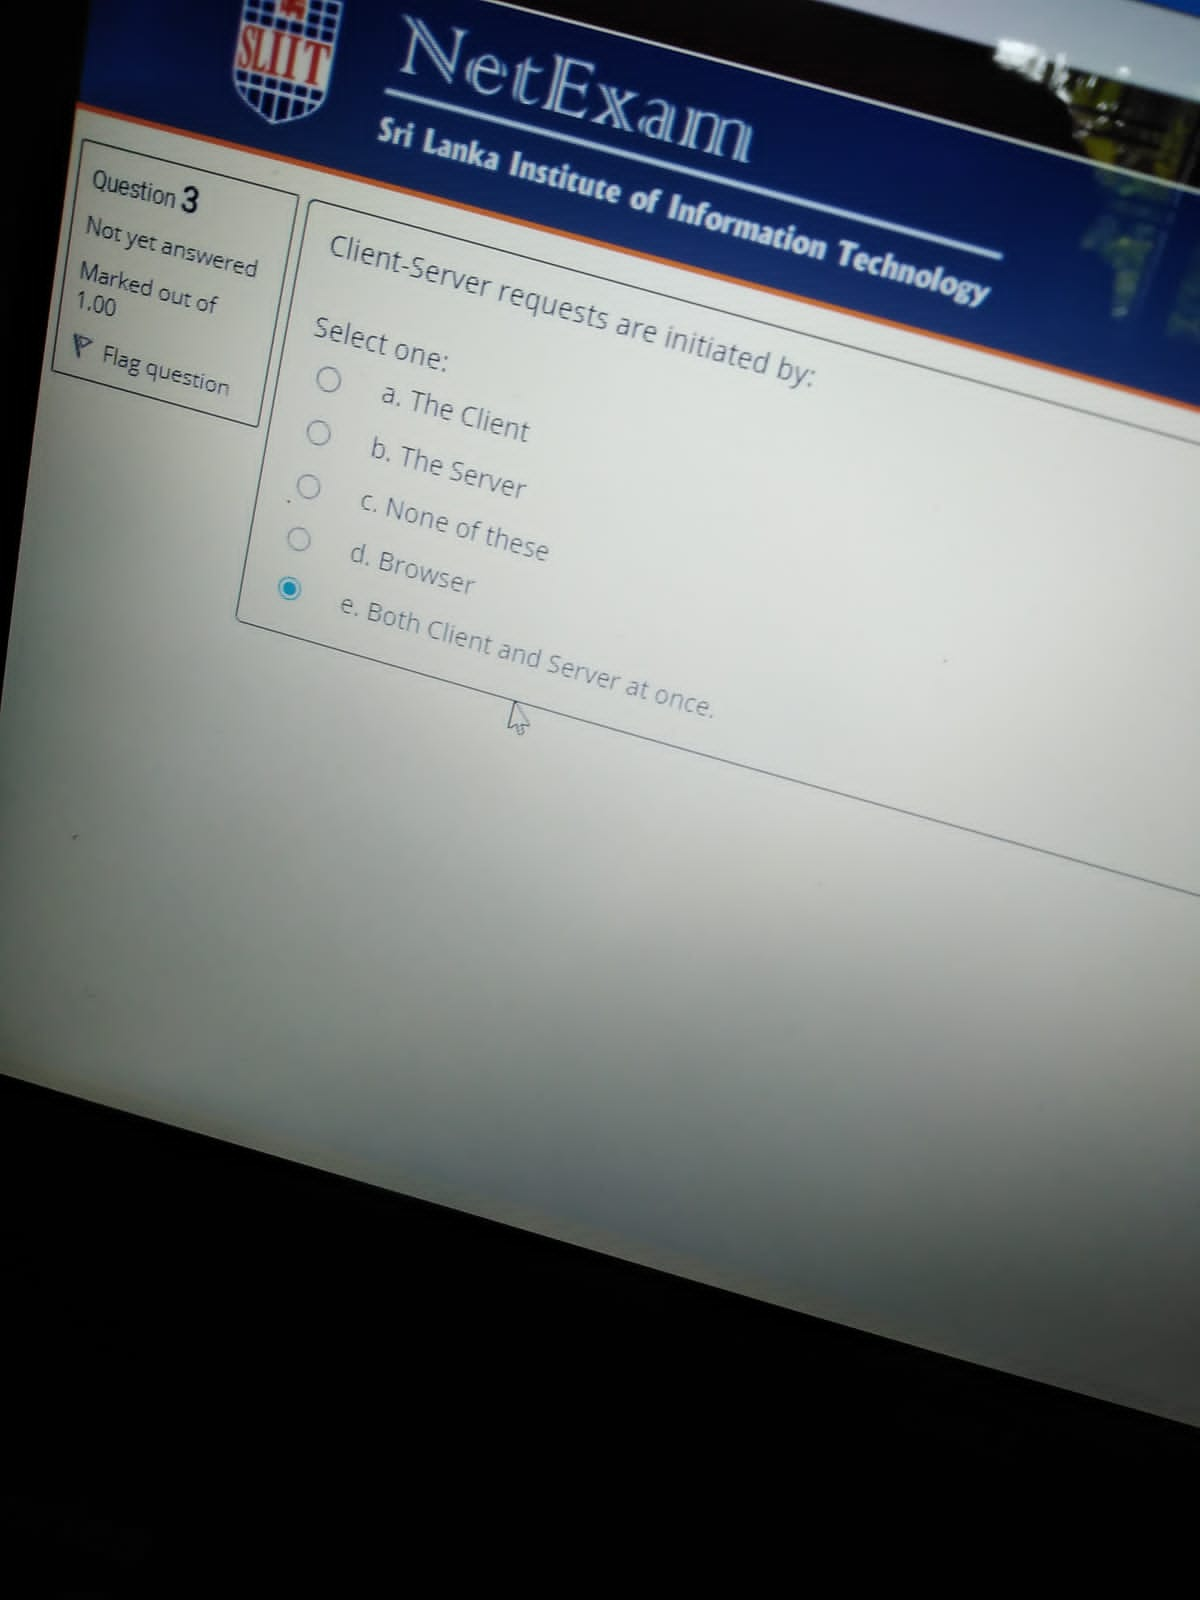 SLIIT
NetExam
Sri Lanka Institute of Information Technology
Question 3
Not yet answered
Marked out of
1.00
Flag question
Client-Server requests are initiated by:
Select one:
a. The Client
b. The Server
c. None of these
d. Browser
e. Both Client and Server at once.